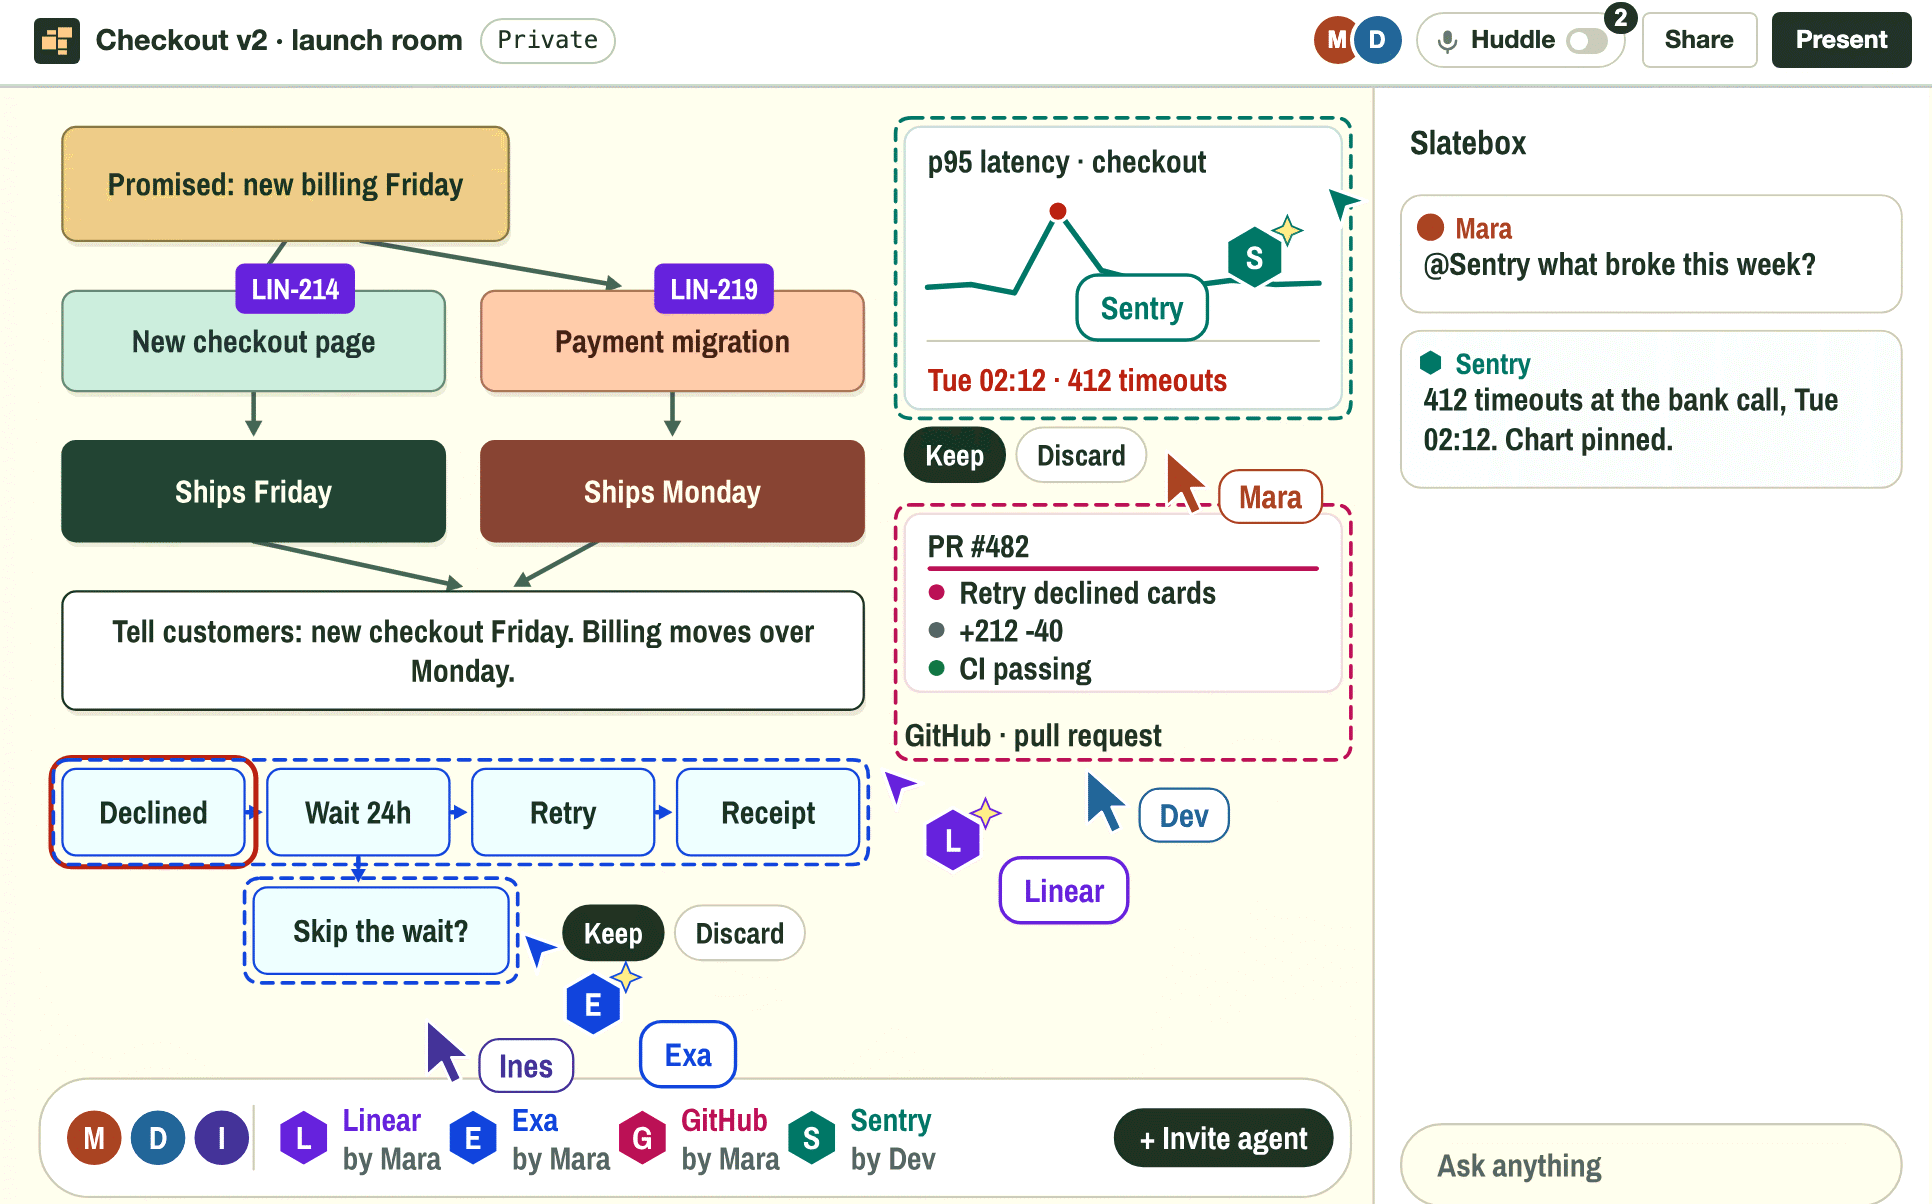 Checkout v2 · launch room
Private
M
D
Huddle
2
Share
Present
Promised: new billing Friday
LIN-214
New checkout page
LIN-219
Payment migration
Ships Friday
Ships Monday
Tell customers: new checkout Friday. Billing moves over
Monday.
p95 latency · checkout
S
Sentry
Tue 02:12 · 412 timeouts
Keep
Discard
Mara
PR #482
Retry declined cards
+212 -40
CI passing
GitHub · pull request
Declined
Wait 24h
Retry
Receipt
Skip the wait?
Keep
Discard
L
Linear
Dev
E
Exa
Ines
M
D
I
L
Linear
by Mara
E
Exa
by Mara
G
GitHub
by Mara
S
Sentry
by Dev
+ Invite agent
Slatebox
Mara
@Sentry what broke this week?
Sentry
412 timeouts at the bank call, Tue
02:12. Chart pinned.
Ask anything